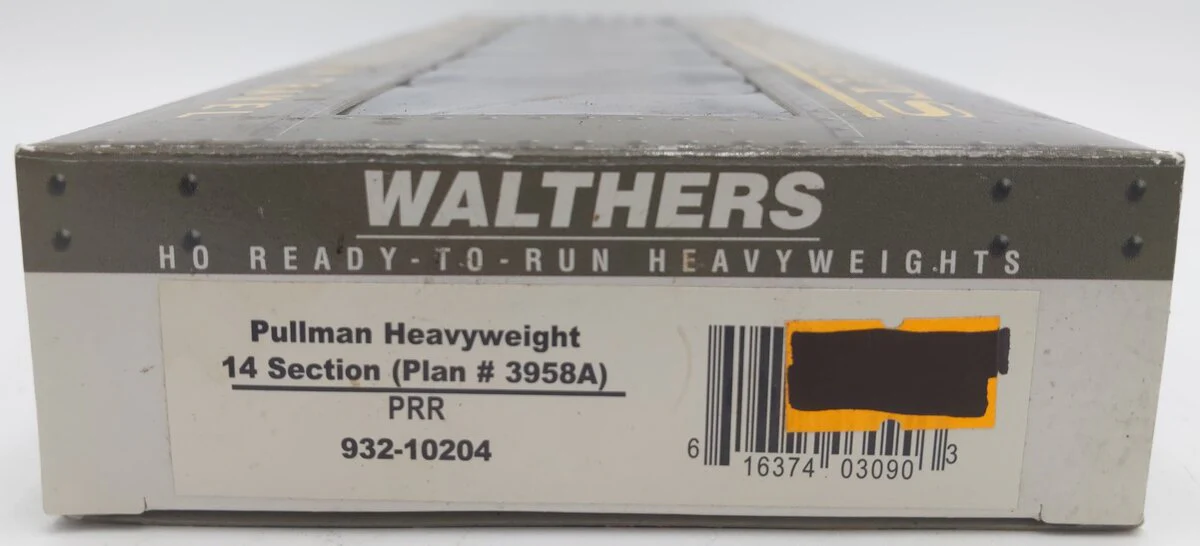 WALTHERS
HO READY-TO-RUN HEAVYWEIGHTS
Pullman Heavyweight
14 Section (Plan # 3958A)
PRR
932-10204
6 16374 03090 3